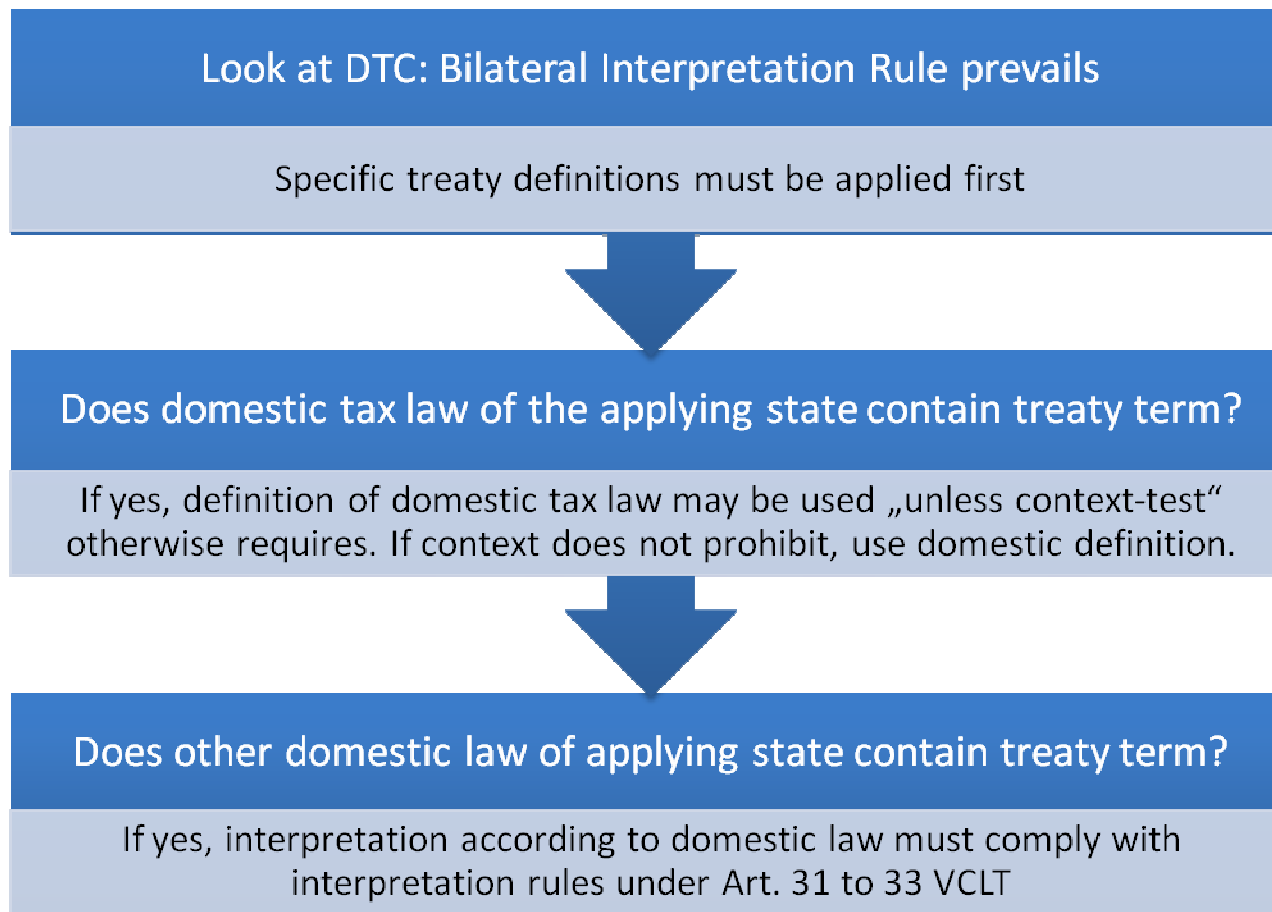 Look at DTC: Bilateral Interpretation Rule prevails
Specific treaty definitions must be applied first
Does domestic tax law of the applying state contain treaty term?
If yes, definition of domestic tax law may be used „unless context-test“
otherwise requires. If context does not prohibit, use domestic definition.
Does other domestic law of applying state contain treaty term?
If yes, interpretation according to domestic law must comply with
interpretation rules under Art. 31 to 33 VCLT